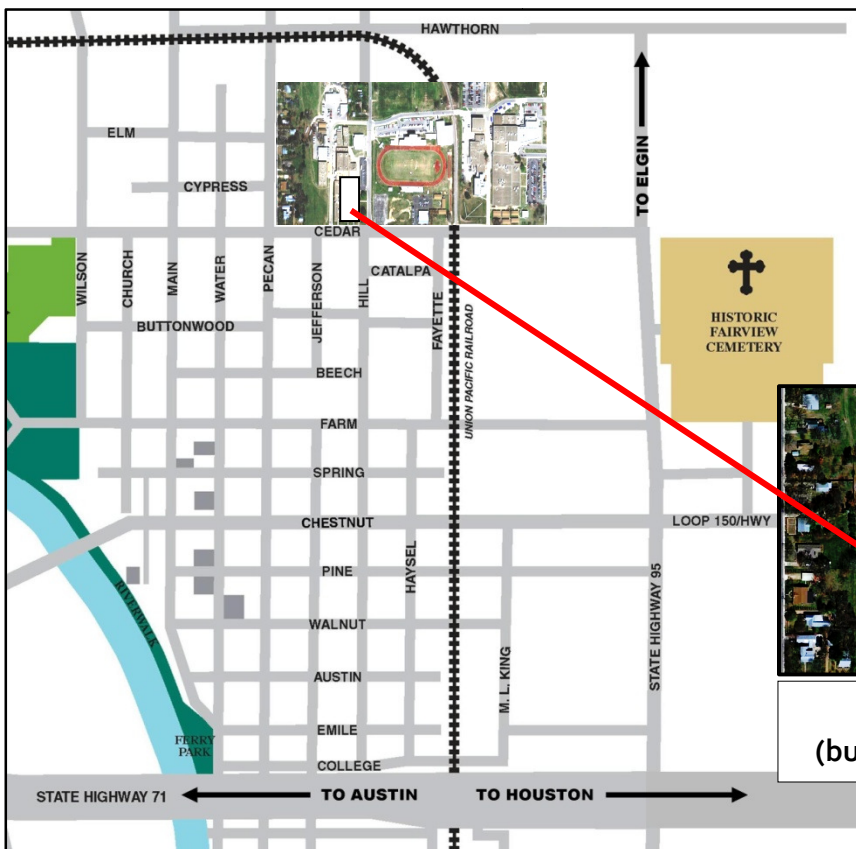 HAWTHORN
ELM
TO ELGIN
CYPRESS
CEDAR
WILSON
CHURCH
MAIN
WATER
PECAN
JEFFERSON
HILL
CATALPA
FAYETTE
UNION PACIFIC RAILROAD
HISTORIC
FAIRVIEW
CEMETERY
BUTTONWOOD
BEECH
FARM
SPRING
CHESTNUT
LOOP 150/HWY
PINE
HAYSEL
RIVERWALK
WALNUT
STATE HIGHWAY 95
AUSTIN
M. L. KING
EMILE
FERRY
PARK
COLLEGE
(bu
STATE HIGHWAY 71
TO AUSTIN
TO HOUSTON